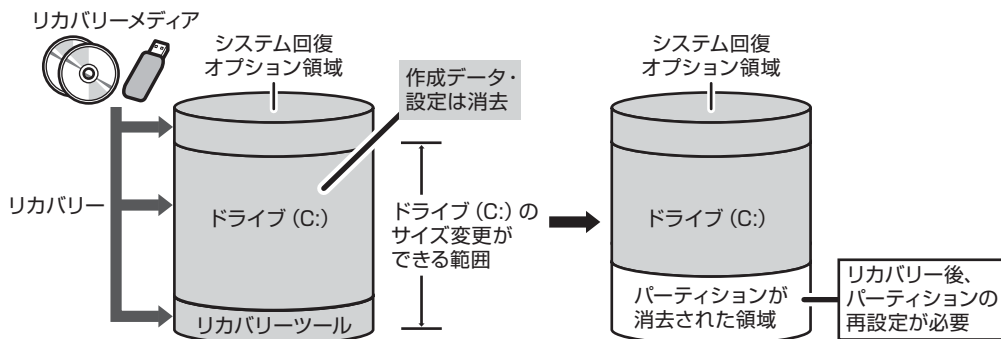 リカバリーメディア
システム回復
オプション領域
作成データ・
設定は消去
リカバリー
ドライブ (C:)
ドライブ (C:) の
サイズ変更が
できる範囲
リカバリーツール
システム回復
オプション領域
ドライブ (C:)
パーティションが
消去された領域
リカバリー後、
パーティションの
再設定が必要